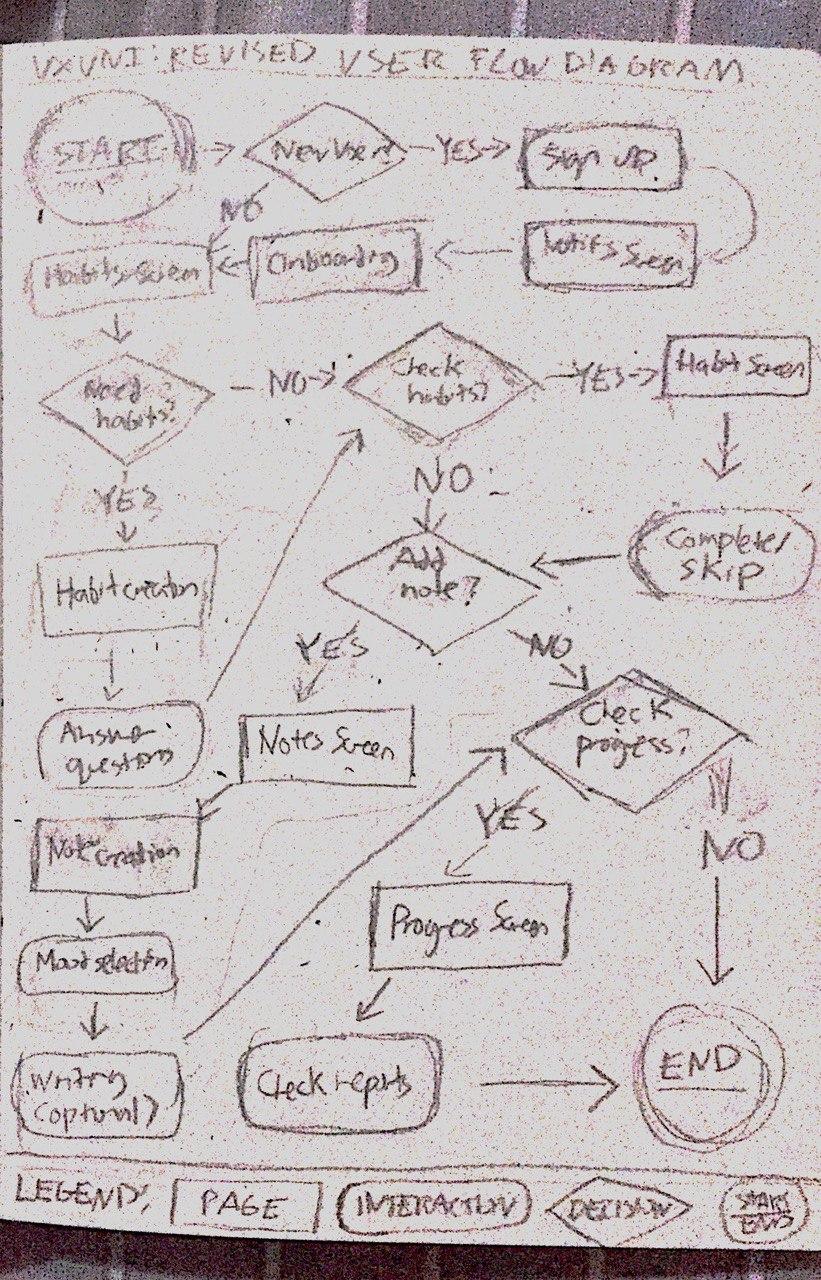 VXVNI: REVISED USER FLOW DIAGRAM
START
New User?
YES
Sign up
NO
Habits Screen
Onboarding
Notifs Screen
Need
habits?
NO
Check
habits?
YES
Habit Screen
YES
NO
Habit creation
Add
note?
Complete/
skip
YES
NO
Answer
questions
Notes Screen
Check
progress?
Note creation
YES
NO
Progress Screen
Mood selection
Writing
(optional)
Check reports
END
LEGEND:
PAGE
INTERACTION
DECISION
START/
END